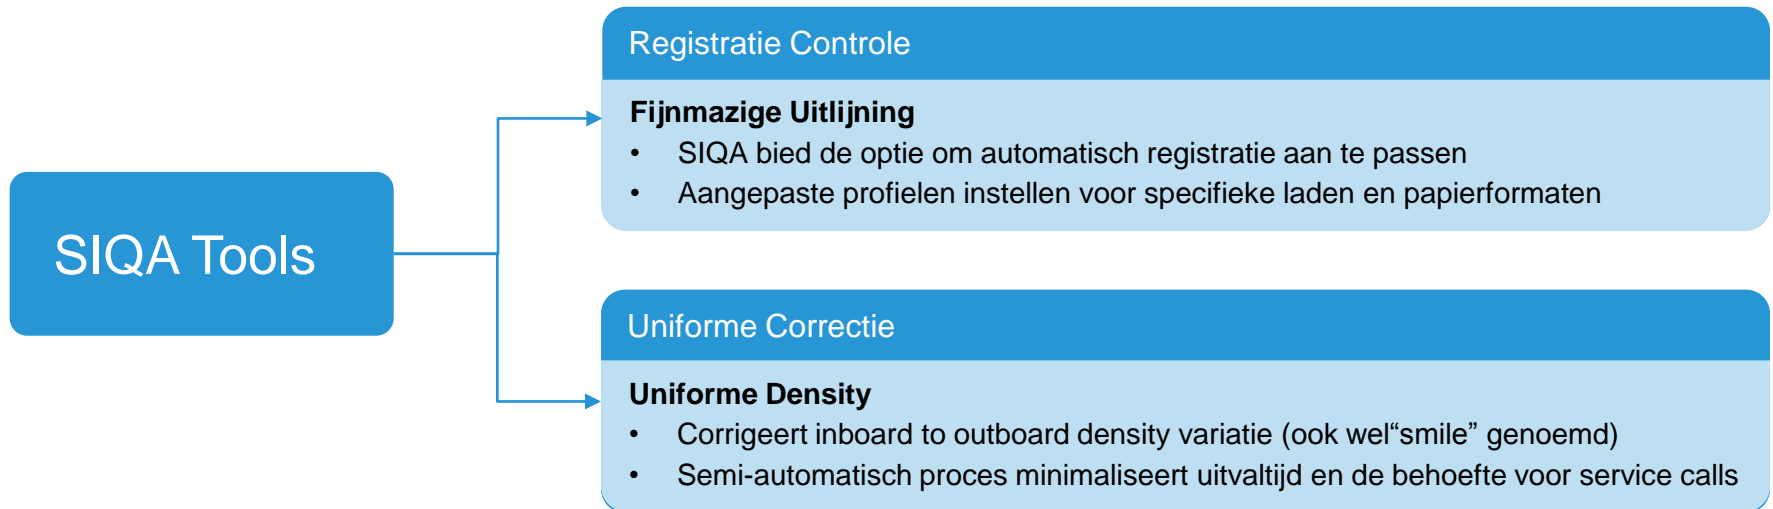 SIQA Tools
Registratie Controle
Fijnmazige Uitlijning
• SIQA bied de optie om automatisch registratie aan te passen
• Aangepaste profielen instellen voor specifieke laden en papierformaten
Uniforme Correctie
Uniforme Density
• Corrigeert inboard to outboard density variatie (ook wel“smile” genoemd)
• Semi-automatisch proces minimaliseert uitvaltijd en de behoefte voor service calls